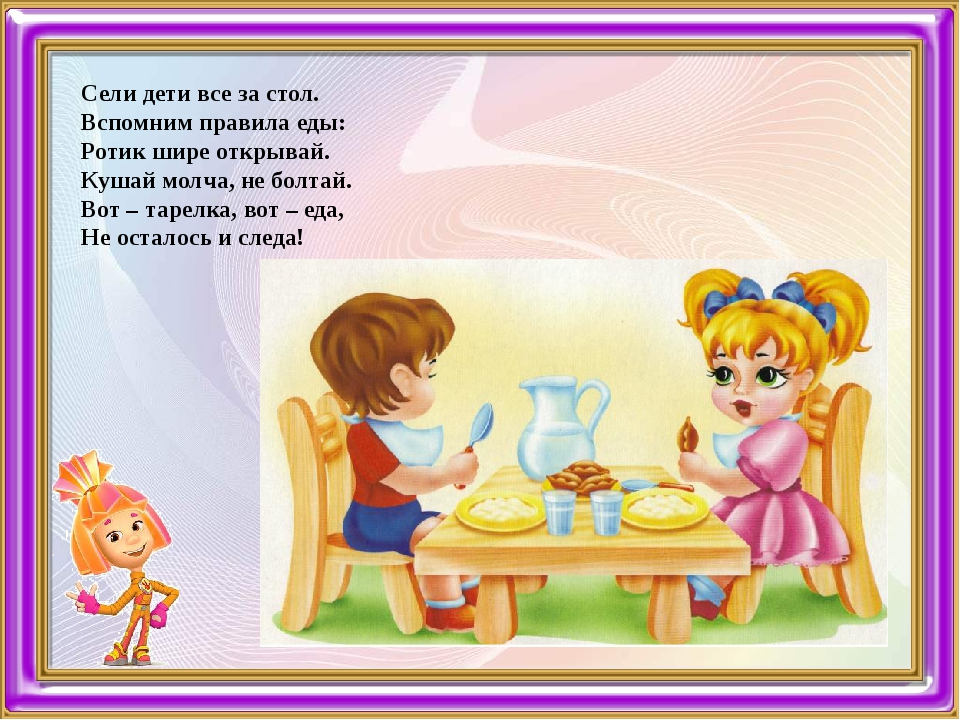 Сели дети все за стол.
Вспомним правила еды:
Ротик шире открывай.
Кушай молча, не болтай.
Вот – тарелка, вот – еда,
Не осталось и следа!